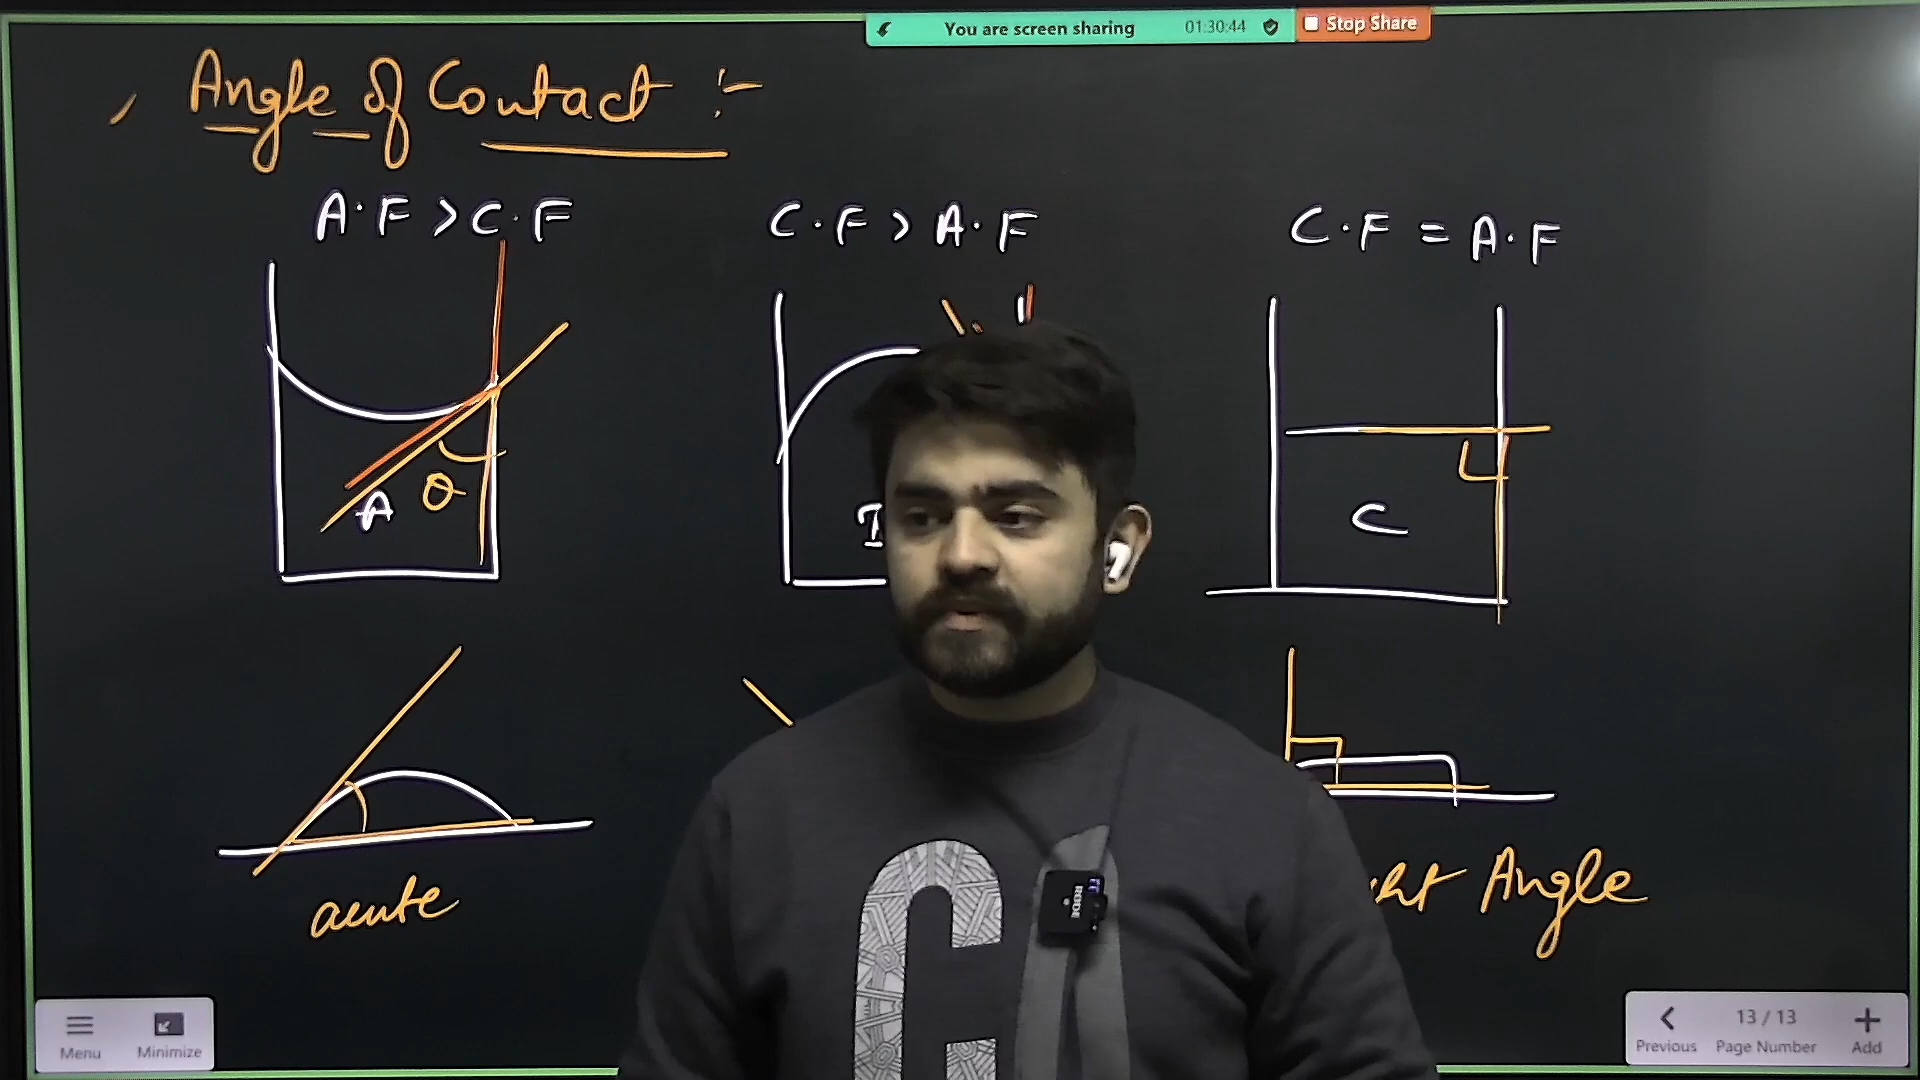 You are screen sharing 01:30:44 Stop Share
Angle of Contact :-
A.F > C.F
C.F > A.F
C.F = A.F
A θ
C
acute
Angle
RODE
Menu Minimize
13 / 13
Previous Page Number Add